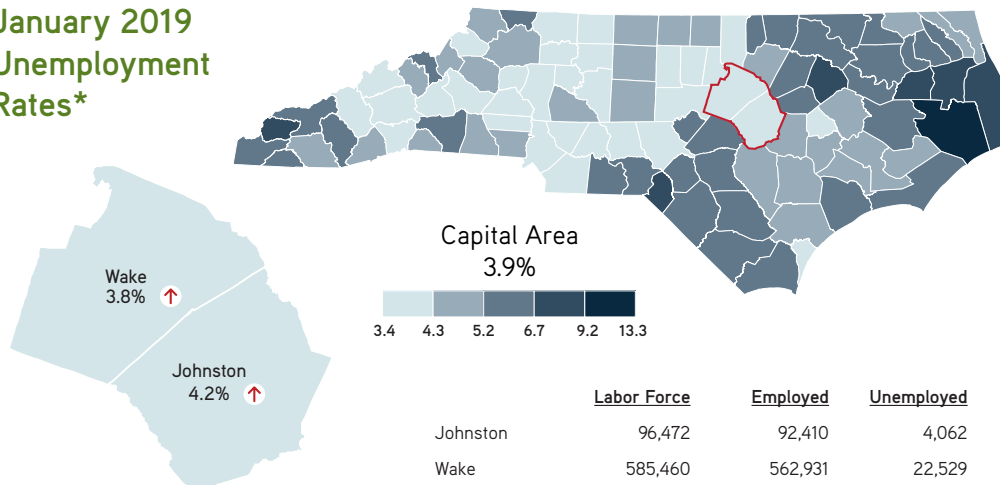 January 2019
Unemployment
Rates*
Capital Area
3.9%
3.4 4.3 5.2 6.7 9.2 13.3
Wake
3.8%
Johnston
4.2%
Labor Force Employed Unemployed
Johnston 96,472 92,410 4,062
Wake 585,460 562,931 22,529